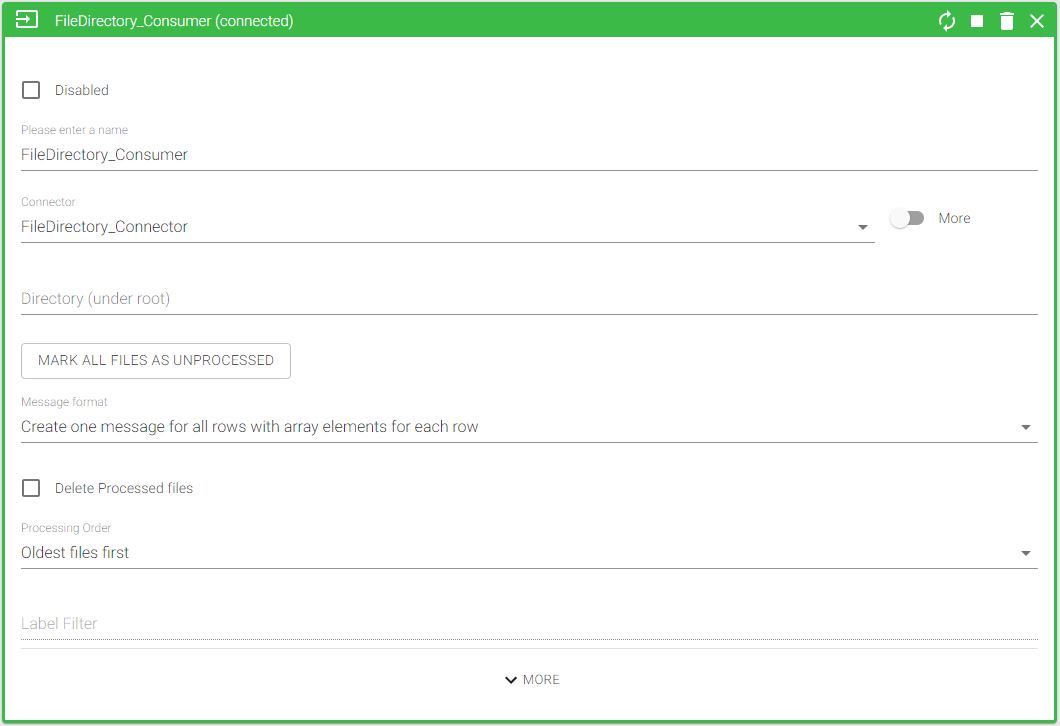 FileDirectory_Consumer (connected)
Disabled
Please enter a name
FileDirectory_Consumer
Connector
FileDirectory_Connector
More
Directory (under root)
MARK ALL FILES AS UNPROCESSED
Message format
Create one message for all rows with array elements for each row
Delete Processed files
Processing Order
Oldest files first
Label Filter
MORE